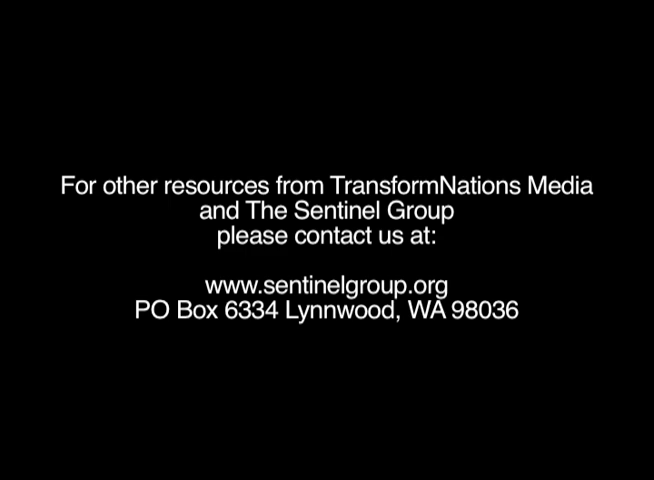 For other resources from TransformNations Media
and The Sentinel Group
please contact us at:
www.sentinelgroup.org
PO Box 6334 Lynnwood, WA 98036